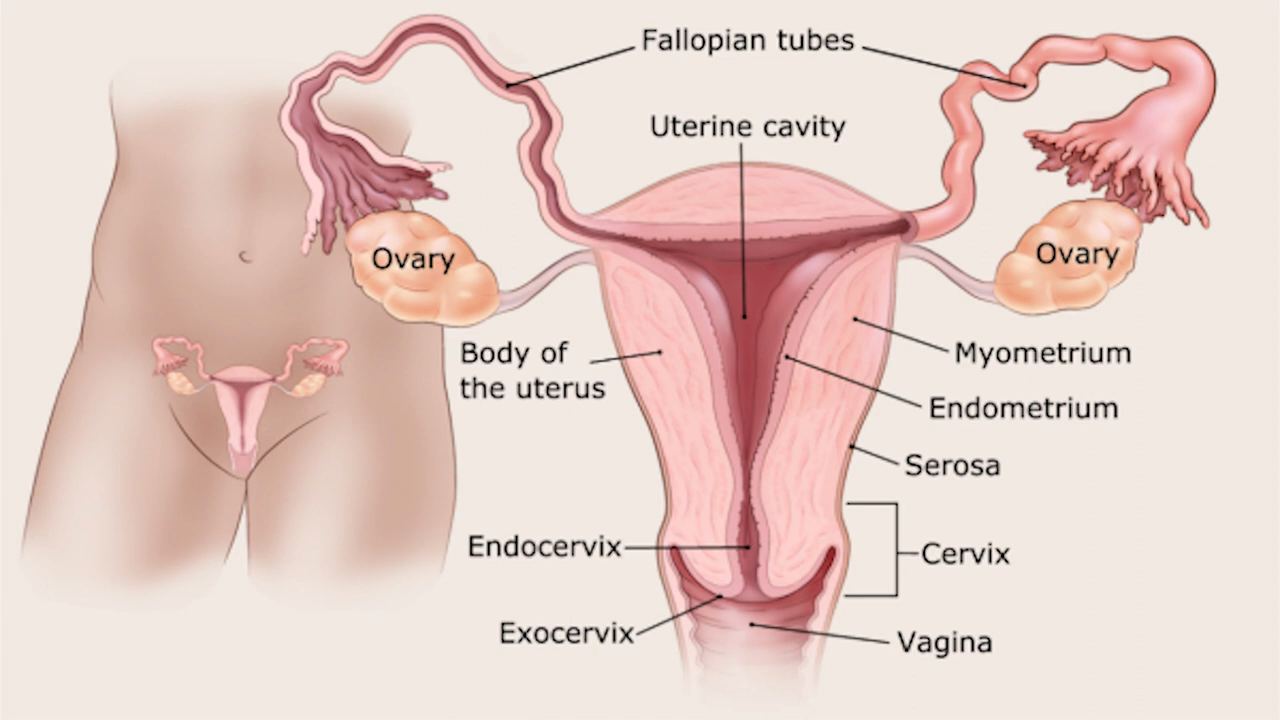 Fallopian tubes
Uterine cavity
Ovary
Ovary
Body of
the uterus
Myometrium
Endometrium
Serosa
Endocervix
Cervix
Exocervix
Vagina